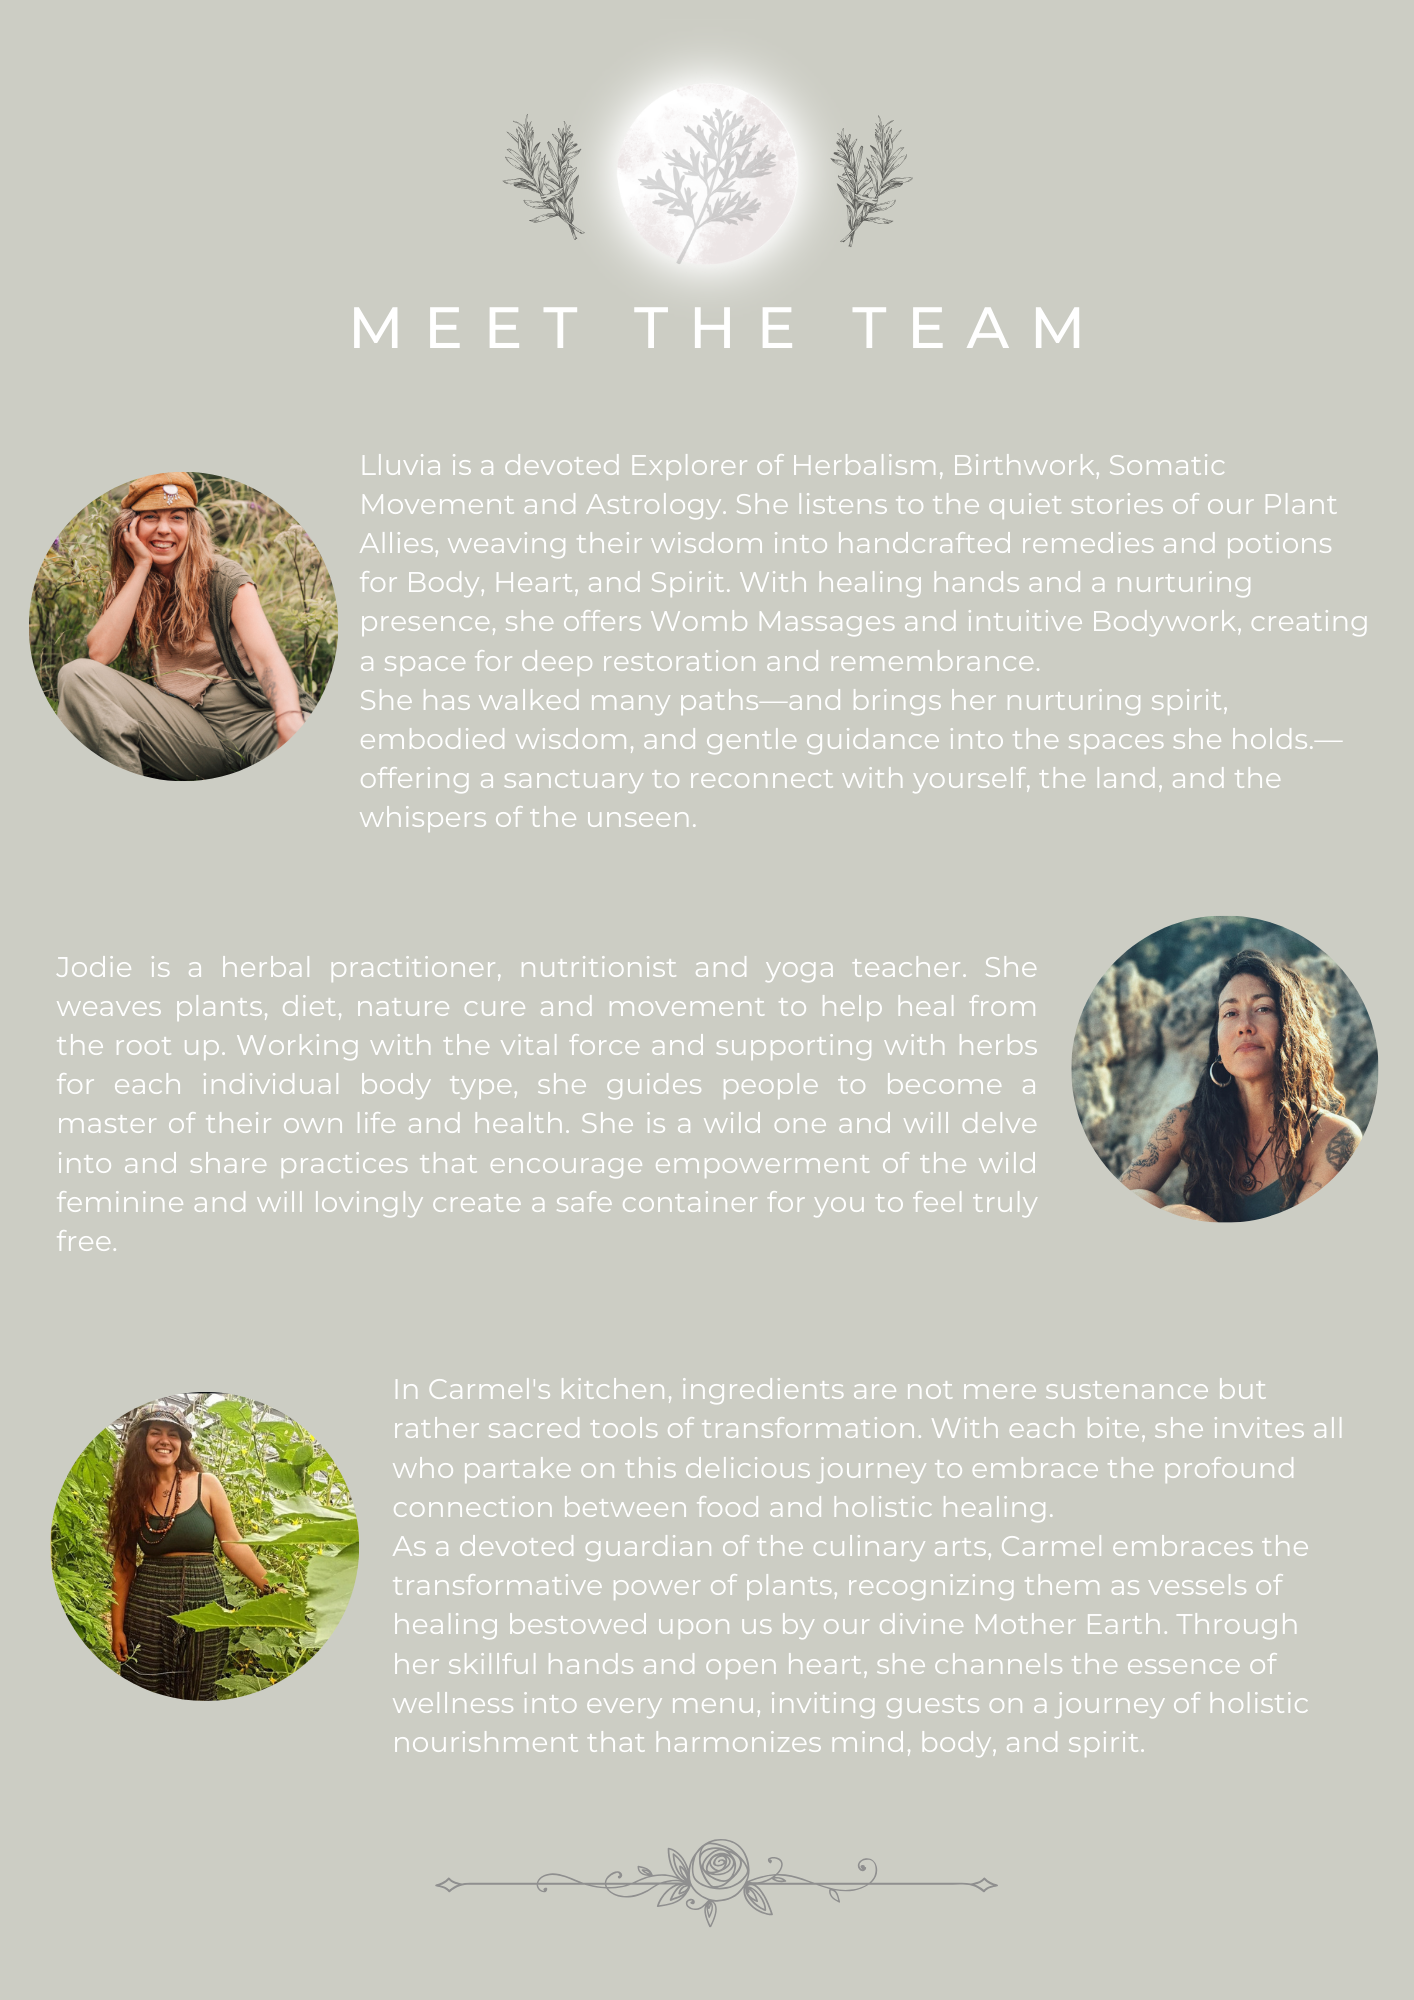 MEET THE TEAM
Lluvia is a devoted Explorer of Herbalism, Birthwork, Somatic
Movement and Astrology. She listens to the quiet stories of our Plant
Allies, weaving their wisdom into handcrafted remedies and potions
for Body, Heart, and Spirit. With healing hands and a nurturing
presence, she offers Womb Massages and intuitive Bodywork, creating
a space for deep restoration and remembrance.
She has walked many paths—and brings her nurturing spirit,
embodied wisdom, and gentle guidance into the spaces she holds.—
offering a sanctuary to reconnect with yourself, the land, and the
whispers of the unseen.
Jodie is a herbal practitioner, nutritionist and yoga teacher. She
weaves plants, diet, nature cure and movement to help heal from
the root up. Working with the vital force and supporting with herbs
for each individual body type, she guides people to become a
master of their own life and health. She is a wild one and will delve
into and share practices that encourage empowerment of the wild
feminine and will lovingly create a safe container for you to feel truly
free.
In Carmel's kitchen, ingredients are not mere sustenance but
rather sacred tools of transformation. With each bite, she invites all
who partake on this delicious journey to embrace the profound
connection between food and holistic healing.
As a devoted guardian of the culinary arts, Carmel embraces the
transformative power of plants, recognizing them as vessels of
healing bestowed upon us by our divine Mother Earth. Through
her skillful hands and open heart, she channels the essence of
wellness into every menu, inviting guests on a journey of holistic
nourishment that harmonizes mind, body, and spirit.